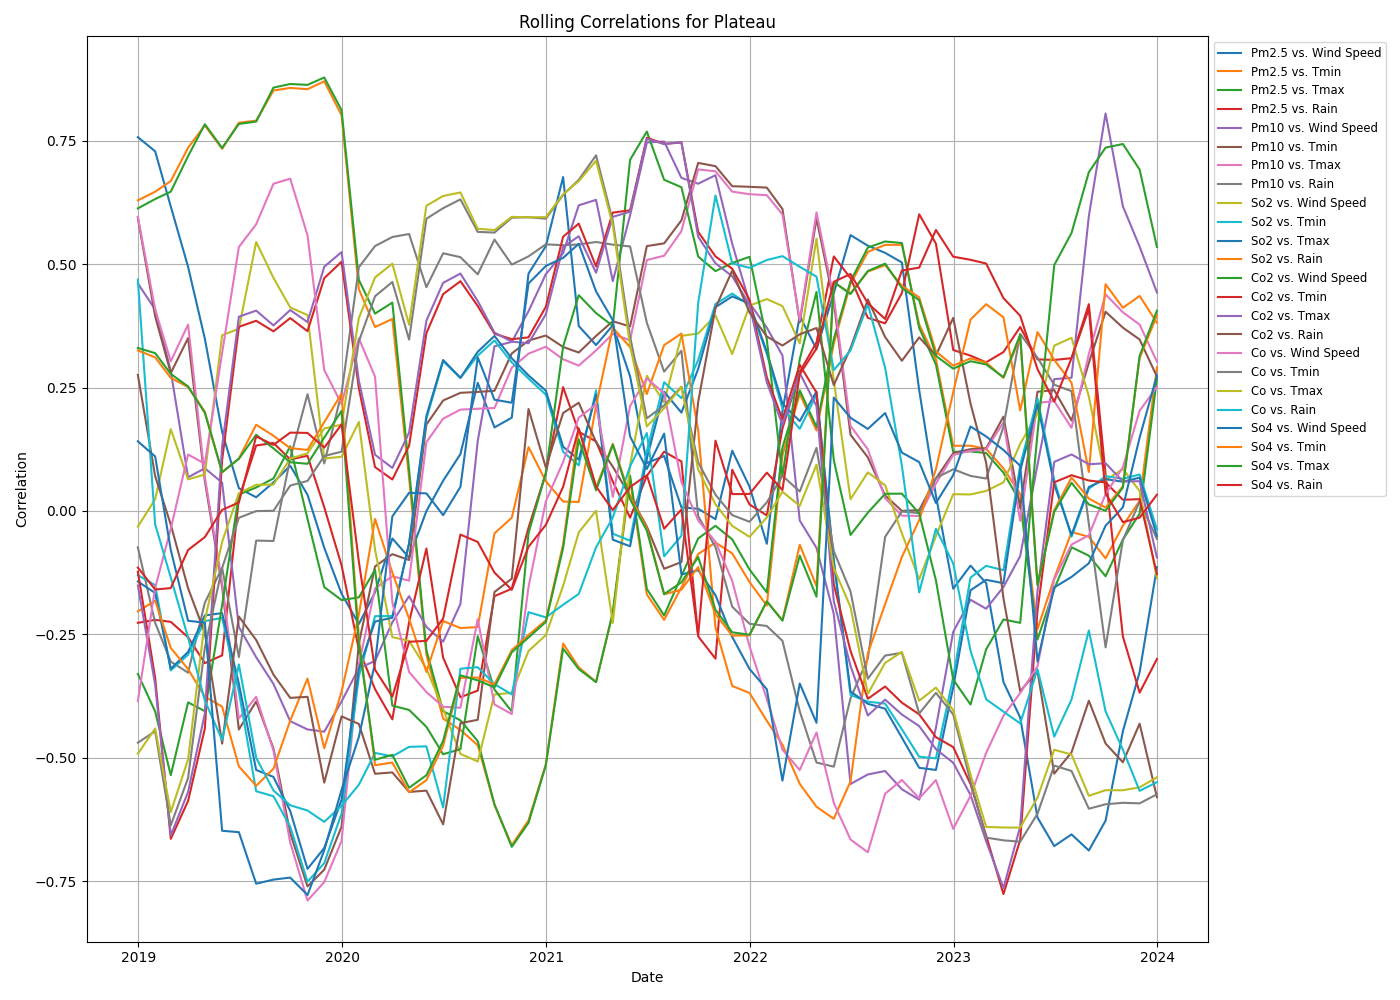 Rolling Correlations for Plateau
Pm2.5 vs. Wind Speed
Pm2.5 vs. Tmin
Pm2.5 vs. Tmax
Pm2.5 vs. Rain
Pm10 vs. Wind Speed
Pm10 vs. Tmin
Pm10 vs. Tmax
Pm10 vs. Rain
So2 vs. Wind Speed
So2 vs. Tmin
So2 vs. Tmax
So2 vs. Rain
Co2 vs. Wind Speed
Co2 vs. Tmin
Co2 vs. Tmax
Co2 vs. Rain
Co vs. Wind Speed
Co vs. Tmin
Co vs. Tmax
Co vs. Rain
So4 vs. Wind Speed
So4 vs. Tmin
So4 vs. Tmax
So4 vs. Rain
Correlation
0.75
0.50
0.25
0.00
−0.25
−0.50
−0.75
2019 2020 2021 2022 2023 2024
Date